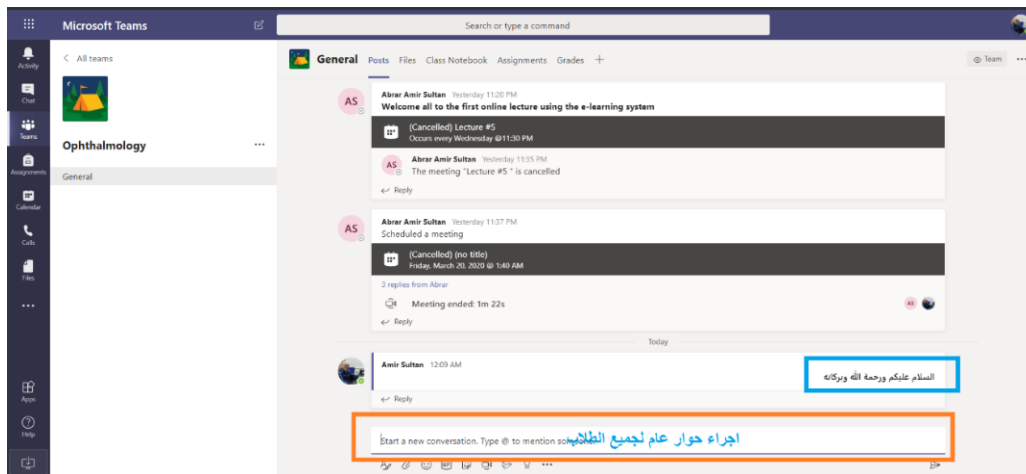 Microsoft Teams
Search or type a command
Activity
Chat
Teams
Assignments
Calendar
Calls
Files
Apps
Help
All teams
Ophthalmology
General
General Posts Files Class Notebook Assignments Grades
Team
AS
Abrar Amir Sultan Yesterday 11:20 PM
Welcome all to the first online lecture using the e-learning system
(Cancelled) Lecture #5
Occurs every Wednesday @11:30 PM
AS
Abrar Amir Sultan Yesterday 11:35 PM
The meeting "Lecture #5 " is cancelled
Reply
AS
Abrar Amir Sultan Yesterday 11:37 PM
Scheduled a meeting
(Cancelled) (no title)
Friday, March 20, 2020 @ 1:40 AM
3 replies from Abrar
Meeting ended: 1m 22s
AS
Reply
Today
Amir Sultan 12:09 AM
السلام عليكم ورحمة الله وبركاته
Reply
Start a new conversation. Type @ to mention
اجراء حوار عام لجميع الطلاب